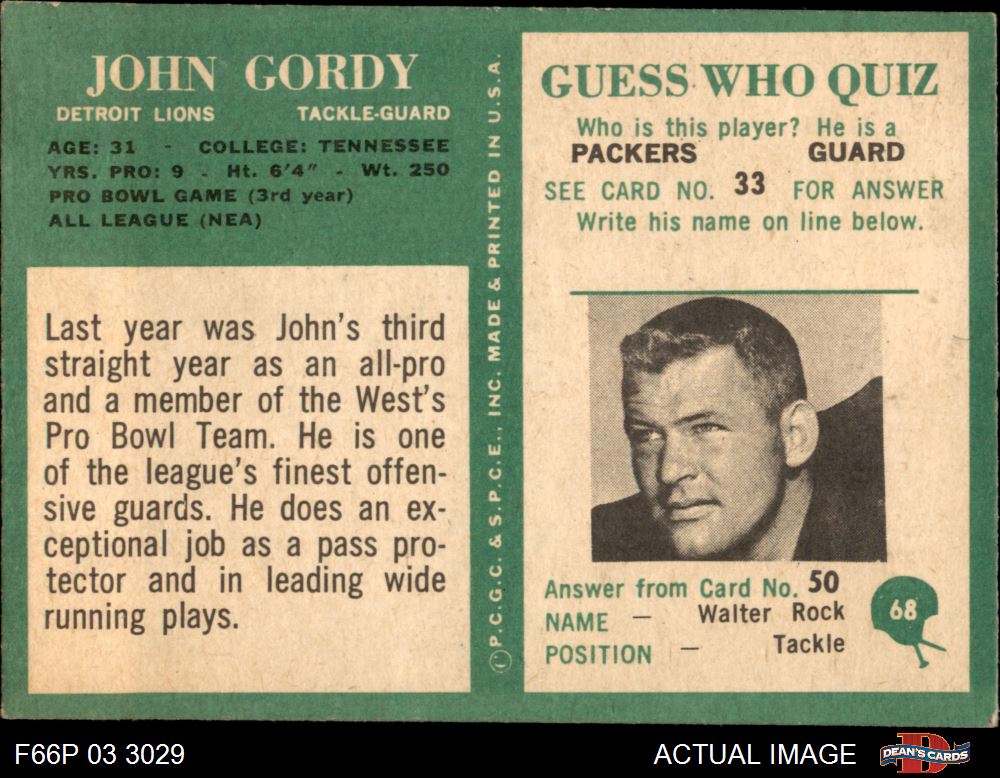 JOHN GORDY
DETROIT LIONS TACKLE-GUARD
AGE: 31 - COLLEGE: TENNESSEE
YRS. PRO: 9 - Ht. 6'4" - Wt. 250
PRO BOWL GAME (3rd year)
ALL LEAGUE (NEA)
Last year was John's third
straight year as an all-pro
and a member of the West's
Pro Bowl Team. He is one
of the league's finest offen-
sive guards. He does an ex-
ceptional job as a pass pro-
tector and in leading wide
running plays.
© P.C.G.C. & S.P.C.E., INC. MADE & PRINTED IN U.S.A.
GUESS WHO QUIZ
Who is this player? He is a
PACKERS GUARD
SEE CARD NO. 33 FOR ANSWER
Write his name on line below.
Answer from Card No. 50
NAME — Walter Rock
POSITION — Tackle
68
F66P 03 3029
ACTUAL IMAGE
DEAN'S CARDS